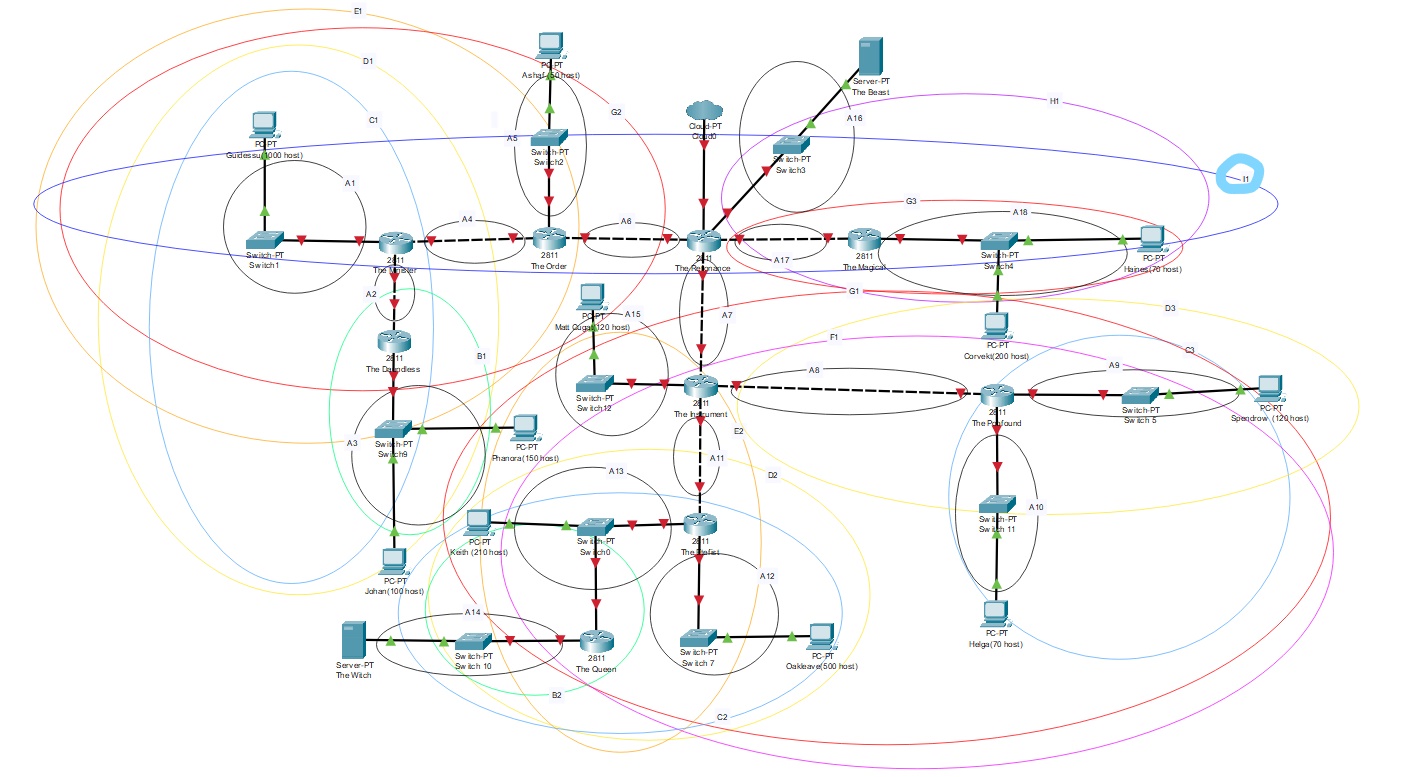 E1
D1
C1
G2
H1
I1
PC-PT
Ashaf (50 host)
Server-PT
The Beast
A16
Cloud-PT
Cloud0
PC-PT
Guidessu(1000 host)
A5
Switch-PT
Switch2
Switch-PT
Switch3
A1
A4
A6
G3
A18
Switch-PT
Switch1
2811
The Minister
2811
The Order
2811
The Resonance
A17
2811
The Magical
Switch-PT
Switch4
PC-PT
Haines(70 host)
A2
G1
D3
PC-PT
Matt Cugat(120 host)
A15
A7
F1
PC-PT
Corvekt(200 host)
C3
2811
The Dauntless
B1
A8
A9
Switch-PT
Switch12
2811
The Instrument
2811
The Profound
Switch-PT
Switch 5
PC-PT
Spendrow (120 host)
A3
Switch-PT
Switch9
PC-PT
Phanora(150 host)
E2
A11
D2
A13
A10
Switch-PT
Switch 11
PC-PT
Keith (210 host)
Switch-PT
Switch0
2811
PC-PT
Johan(100 host)
A12
A14
Server-PT
The Witch
Switch-PT
Switch 10
2811
The Queen
Switch-PT
Switch 7
PC-PT
Oakleave(500 host)
PC-PT
Helga(70 host)
B2
C2